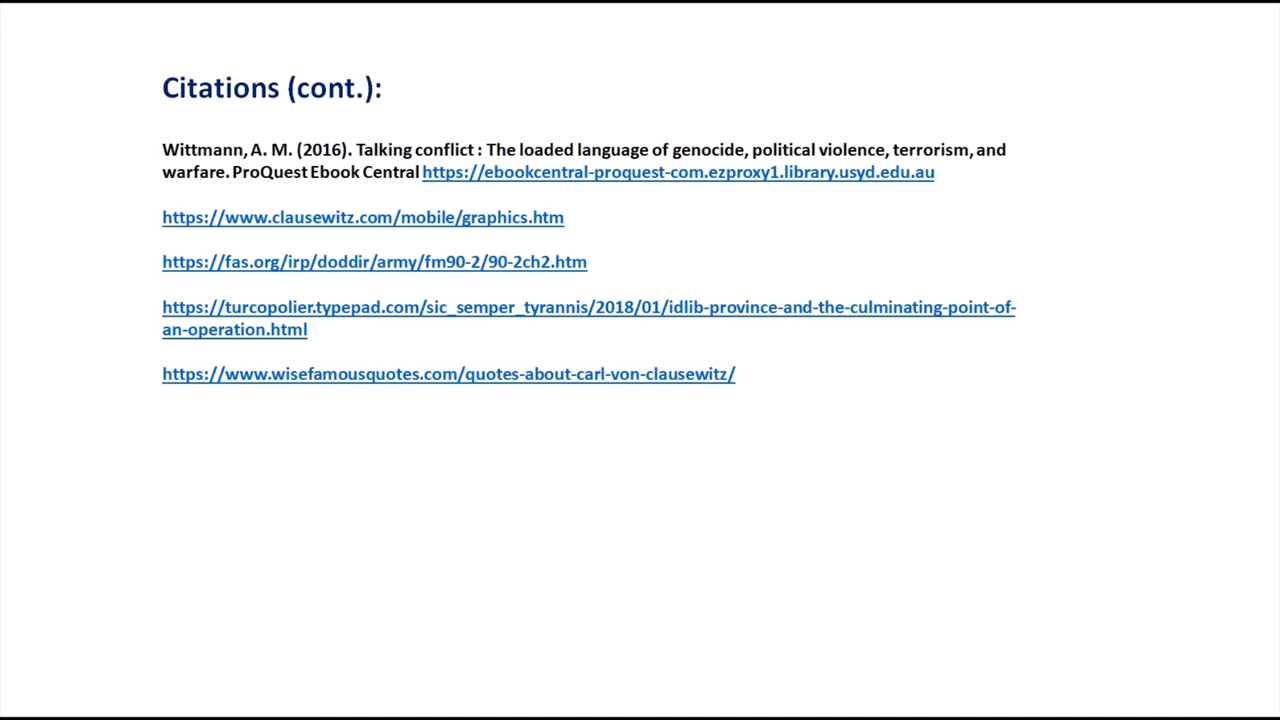 Citations (cont.):
Wittmann, A. M. (2016). Talking conflict : The loaded language of genocide, political violence, terrorism, and
warfare. ProQuest Ebook Central https://ebookcentral-proquest-com.ezproxy1.library.usyd.edu.au
https://www.clausewitz.com/mobile/graphics.htm
https://fas.org/irp/doddir/army/fm90-2/90-2ch2.htm
https://turcopolier.typepad.com/sic_semper_tyrannis/2018/01/idlib-province-and-the-culminating-point-of-
an-operation.html
https://www.wisefamousquotes.com/quotes-about-carl-von-clausewitz/